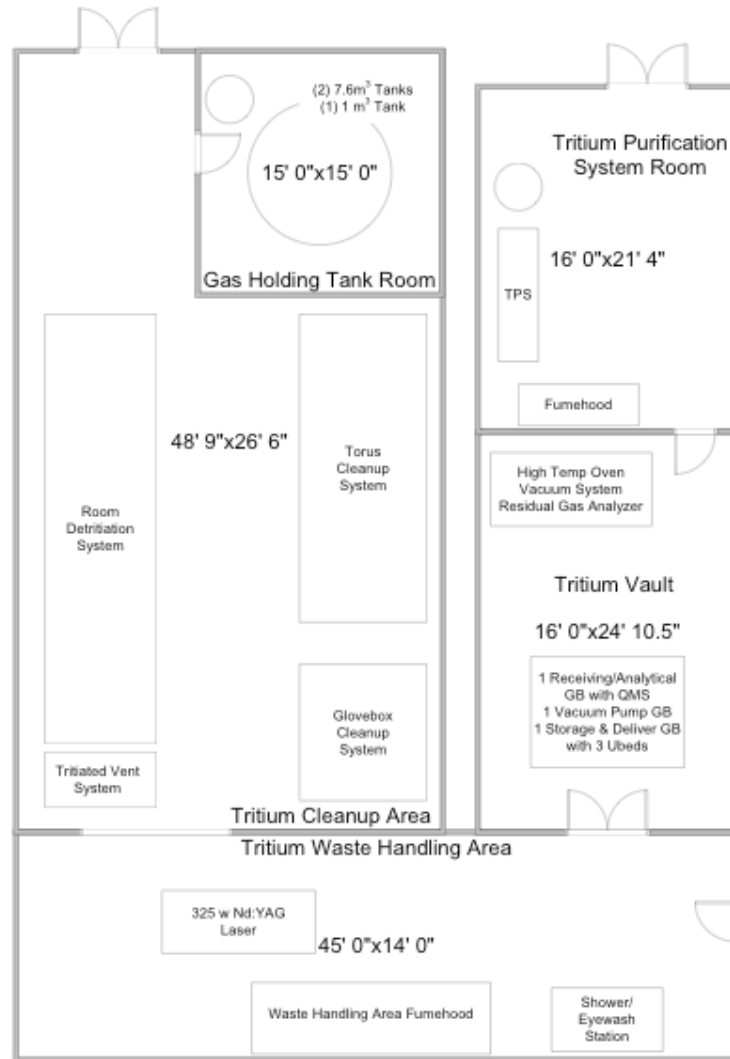 (2) 7.6m³ Tanks
(1) 1 m³ Tank
15' 0"x15' 0"
Gas Holding Tank Room
Tritium Purification
System Room
16' 0"x21' 4"
TPS
Fumehood
48' 9"x26' 6"
Torus
Cleanup
System
Room
Detritiation
System
High Temp Oven
Vacuum System
Residual Gas Analyzer
Tritium Vault
16' 0"x24' 10.5"
1 Receiving/Analytical
GB with QMS
1 Vacuum Pump GB
1 Storage & Deliver GB
with 3 Ubeds
Glovebox
Cleanup
System
Tritiated Vent
System
Tritium Cleanup Area
Tritium Waste Handling Area
325 w Nd:YAG
Laser
45' 0"x14' 0"
Waste Handling Area Fumehood
Shower/
Eyewash
Station